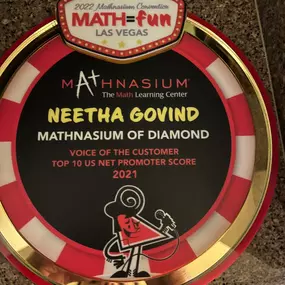 2022 Mathnasium Convention
MATH=fun
LAS VEGAS
MATHNASIUM®
The Math Learning Center
NEETHA GOVIND
MATHNASIUM OF DIAMOND
VOICE OF THE CUSTOMER
TOP 10 US NET PROMOTER SCORE
2021